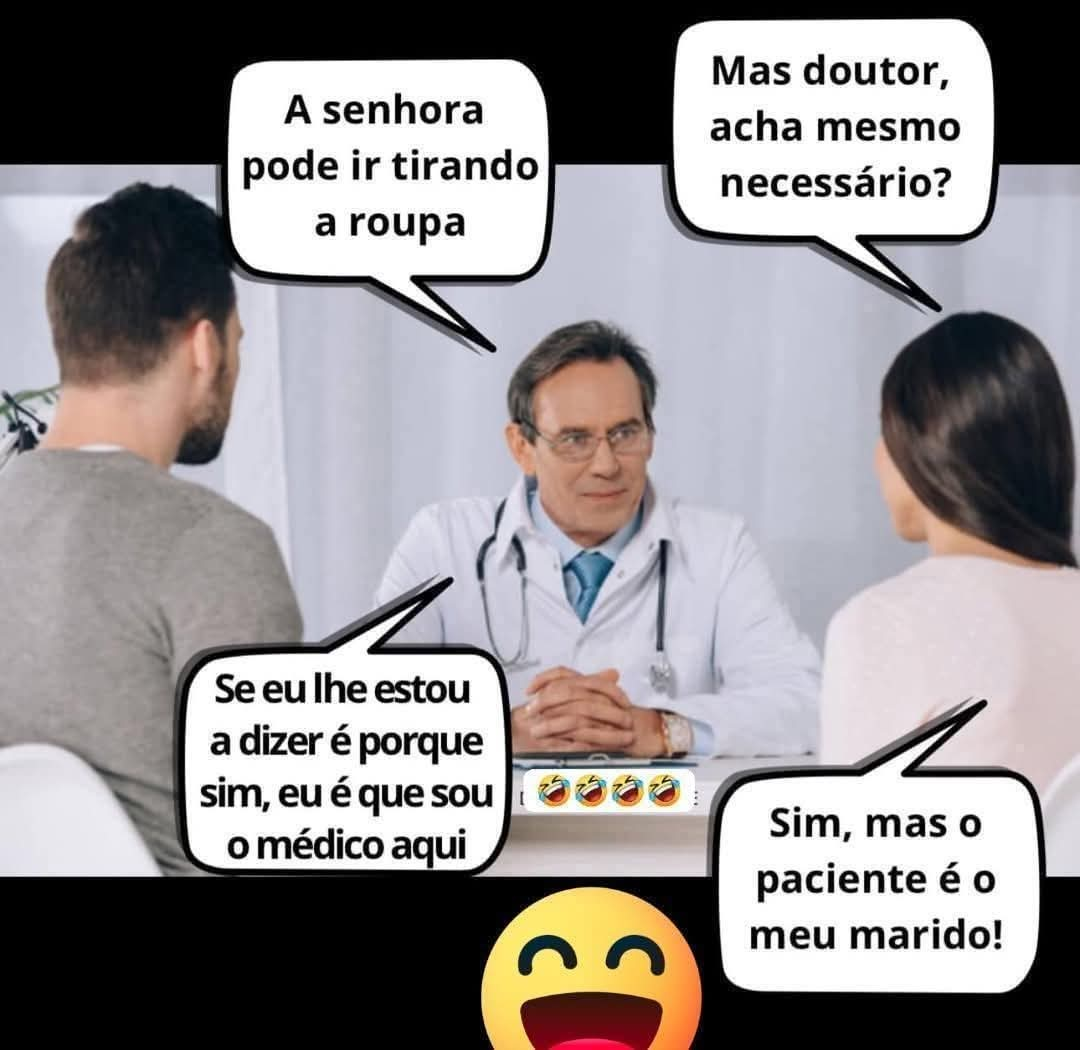 A senhora
pode ir tirando
a roupa
Mas doutor,
acha mesmo
necessário?
Se eu lhe estou
a dizer é porque
sim, eu é que sou
o médico aqui
Sim, mas o
paciente é o
meu marido!